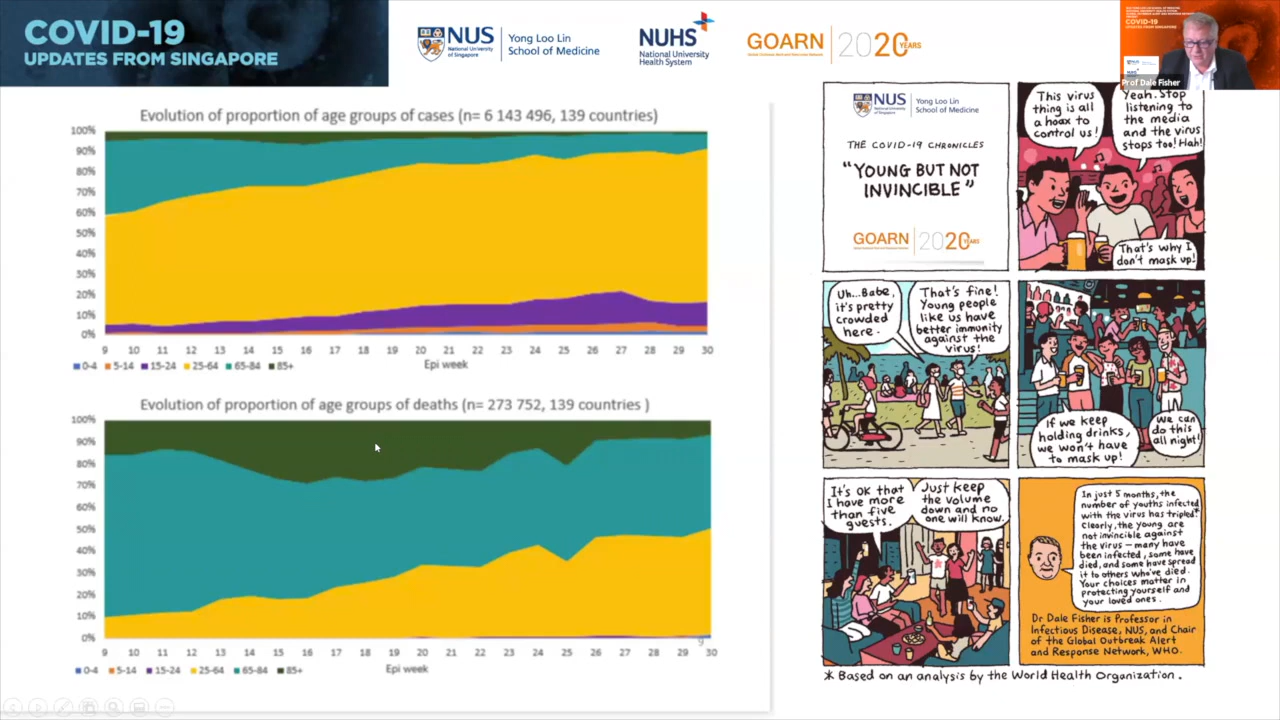 COVID-19
UPDATES FROM SINGAPORE
NUS
National University
of Singapore
Yong Loo Lin
School of Medicine
NUHS
National University
Health System
GOARN
2020 YEARS
COVID-19
UPDATES FROM SINGAPORE
Prof Dale Fisher
Evolution of proportion of age groups of cases (n= 6 143 496, 139 countries)
100%
90%
80%
70%
60%
50%
40%
30%
20%
10%
0%
9 10 11 12 13 14 15 16 17 18 19 20 21 22 23 24 25 26 27 28 29 30
Epi week
0-4 5-14 15-24 25-64 65-84 85+
Evolution of proportion of age groups of deaths (n= 273 752, 139 countries )
100%
90%
80%
70%
60%
50%
40%
30%
20%
10%
0%
9
9 10 11 12 13 14 15 16 17 18 19 20 21 22 23 24 25 26 27 28 29 30
Epi week
0-4 5-14 15-24 25-64 65-84 85+
NUS
National University
of Singapore
Yong Loo Lin
School of Medicine
THE COVID-19 CHRONICLES
"YOUNG BUT NOT
INVINCIBLE"
GOARN
2020 YEARS
This virus
thing is all
a hoax to
control us!
Yeah. Stop
listening to
the media
and the virus
stops too! Hah!
That's why I
don't mask up!
Uh...Babe,
it's pretty
crowded
here.
That's fine!
Young people
like us have
better immunity
against the
virus!
If we keep
holding drinks,
we won't have
to mask up!
We can
do this
all night!
It's OK that
I have more
than five
guests.
Just keep
the volume
down and no
one will know.
In just 5 months, the
number of youths infected
with the virus has tripled*.
Clearly, the young are
not invincible against
the virus — many have
been infected, some have
died, and some have spread
it to others who've died.
Your choices matter in
protecting yourself and
your loved ones.
Dr Dale Fisher is Professor in
Infectious Disease, NUS, and Chair
of the Global Outbreak Alert
and Response Network, WHO.
* Based on an analysis by the World Health Organization.